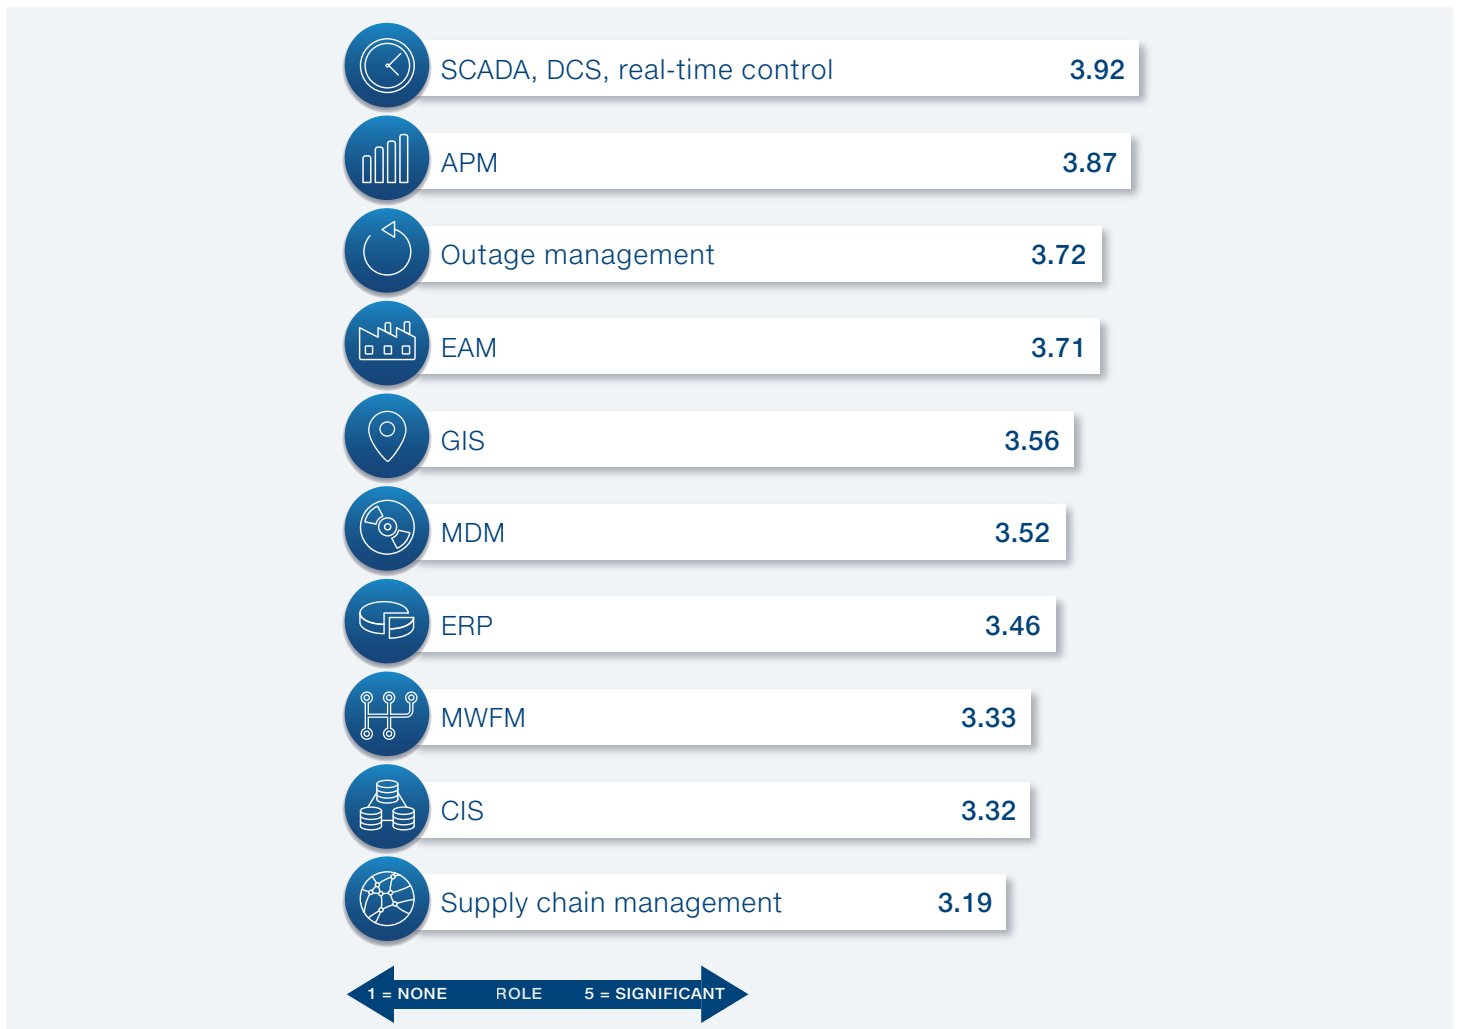 SCADA, DCS, real-time control 3.92
APM 3.87
Outage management 3.72
EAM 3.71
GIS 3.56
MDM 3.52
ERP 3.46
MWFM 3.33
CIS 3.32
Supply chain management 3.19
1 = NONE ROLE 5 = SIGNIFICANT